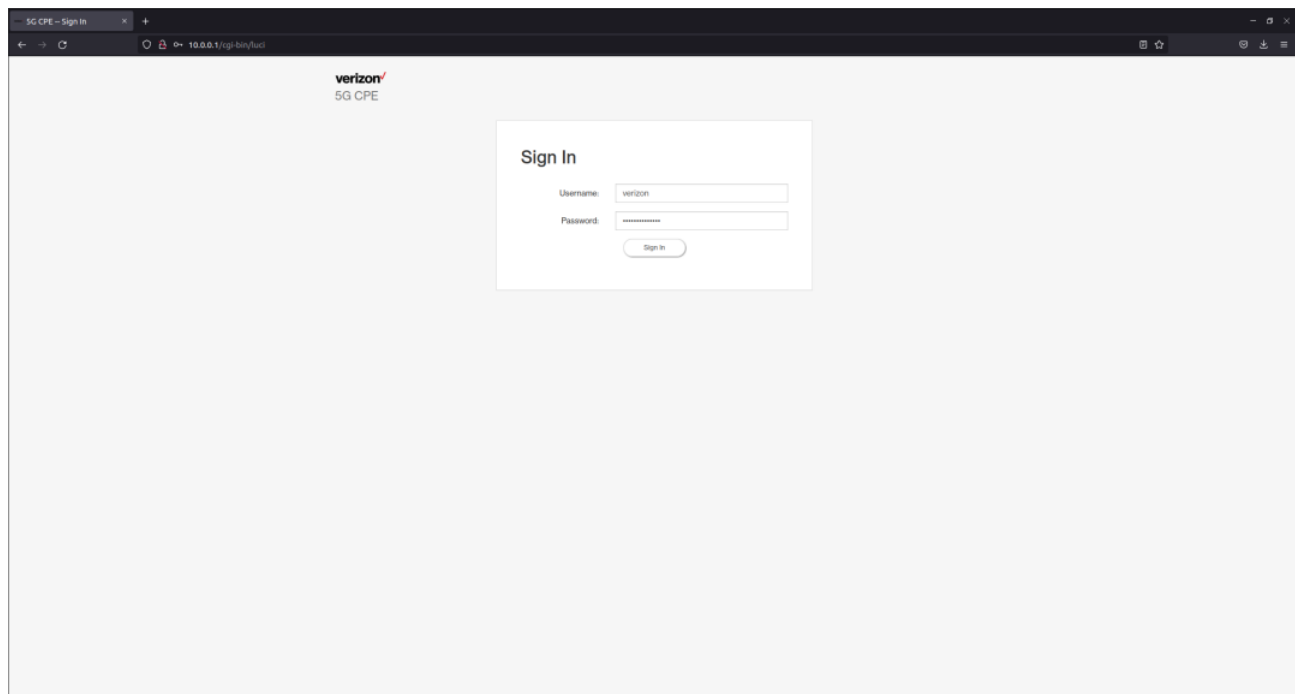 5G CPE – Sign In
10.0.0.1/cgi-bin/luci
verizon
5G CPE
Sign In
Username: verizon
Password: ••••••••••••••
Sign In